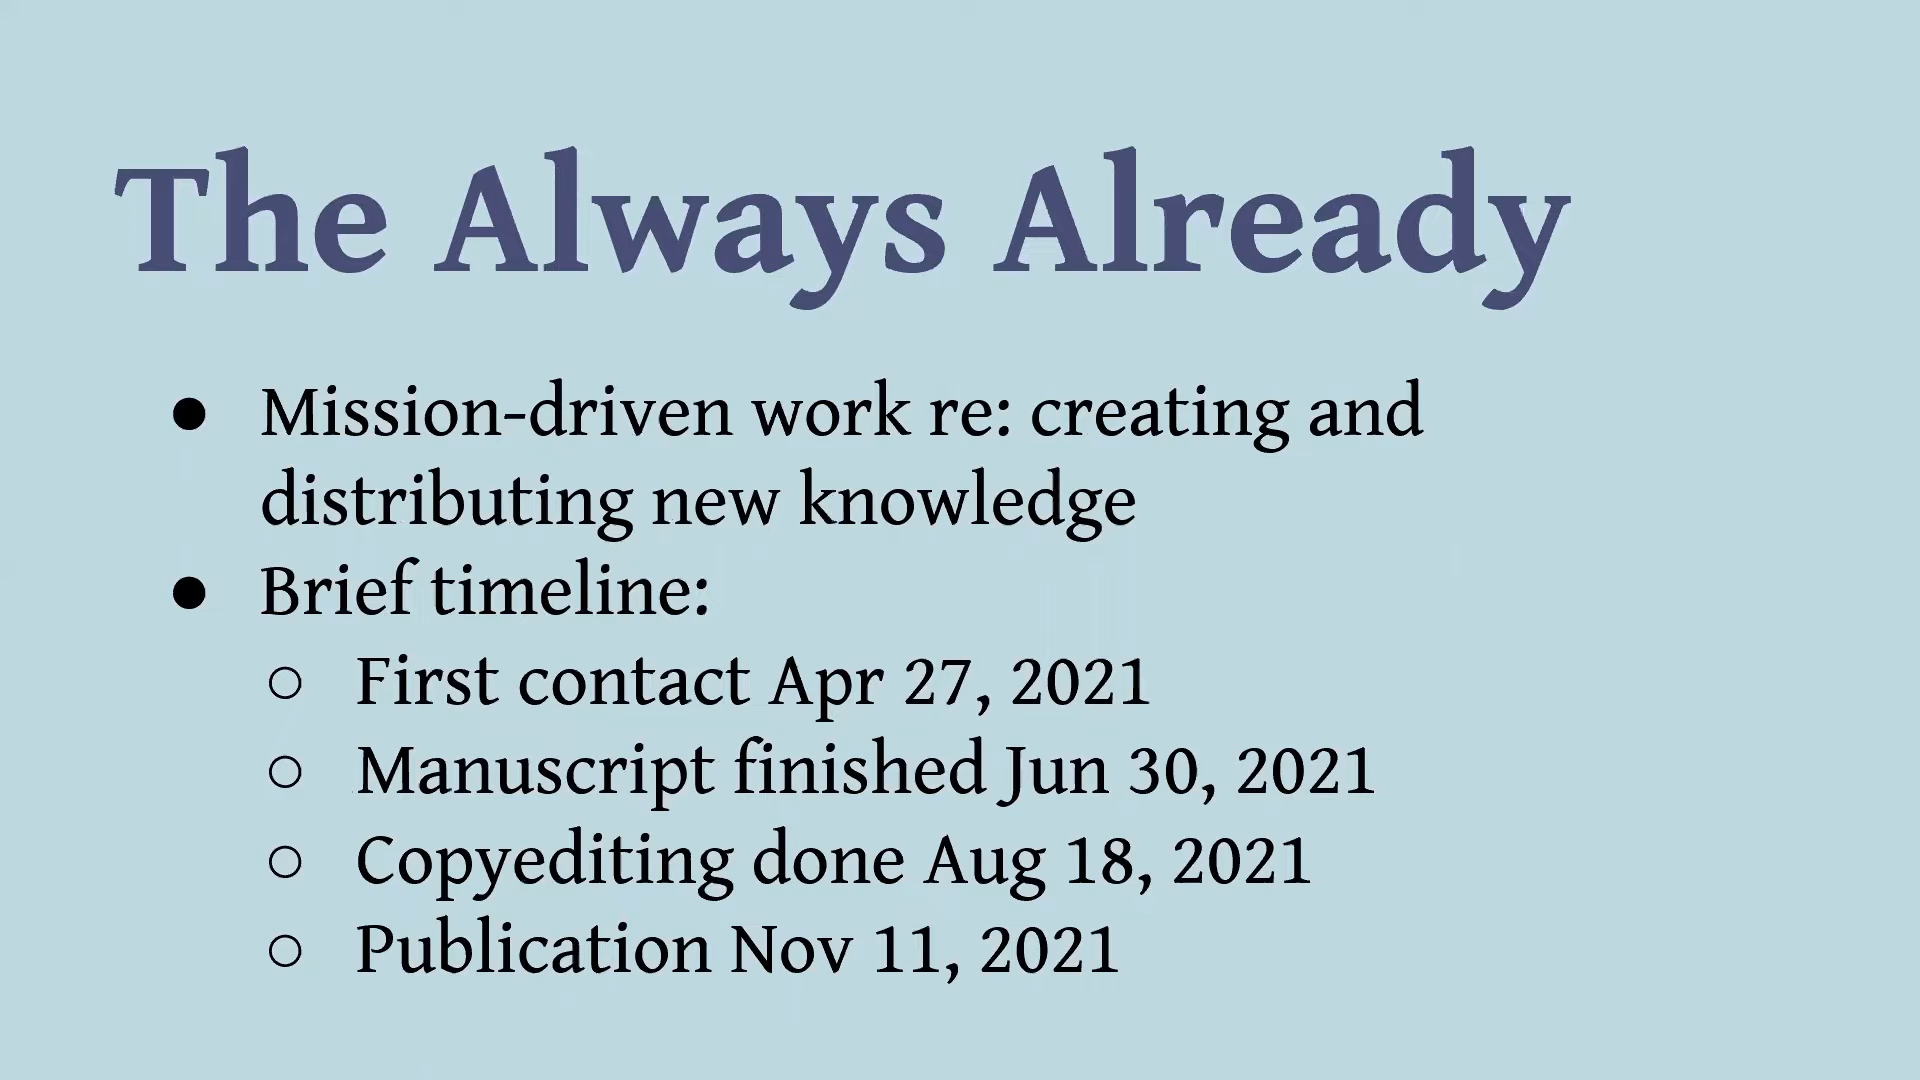 The Always Already
● Mission-driven work re: creating and
distributing new knowledge
● Brief timeline:
○ First contact Apr 27, 2021
○ Manuscript finished Jun 30, 2021
○ Copyediting done Aug 18, 2021
○ Publication Nov 11, 2021